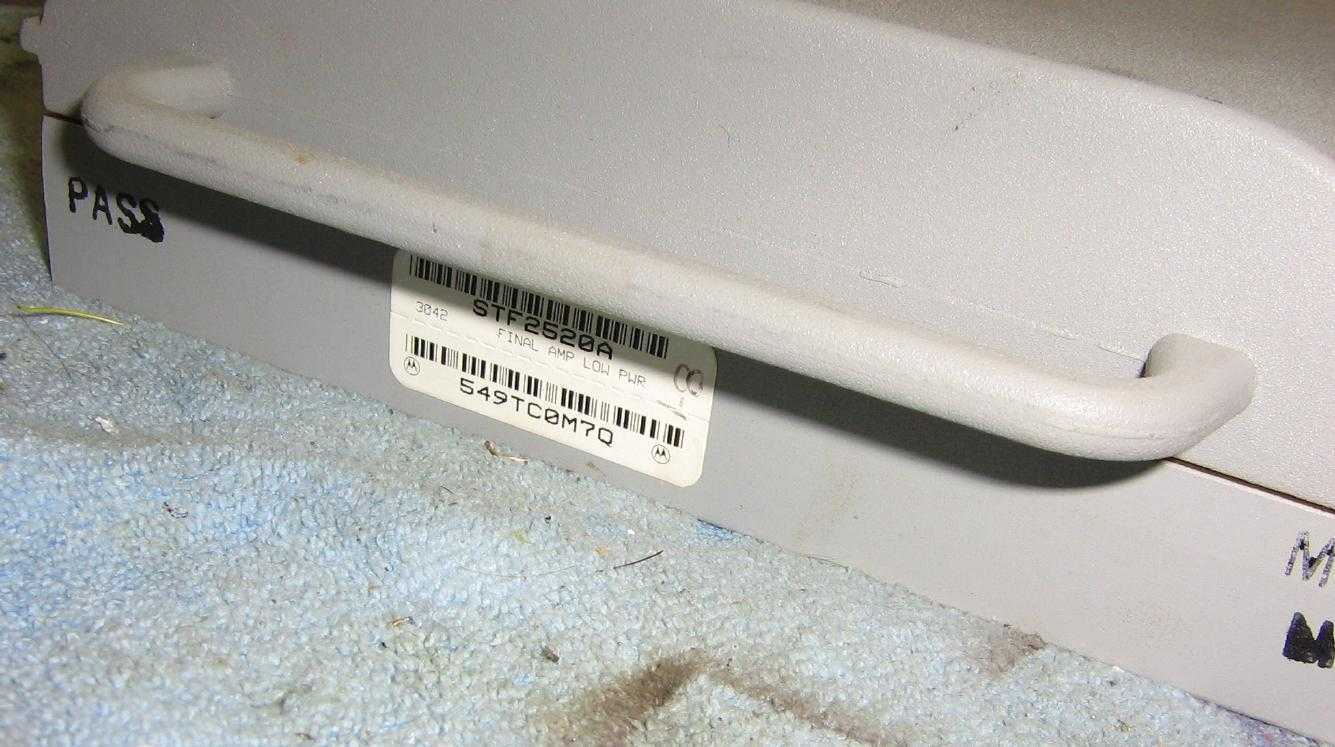 PASS
STF2520A
3042
FINAL AMP LOW PWR
549TC0M7Q
M
M